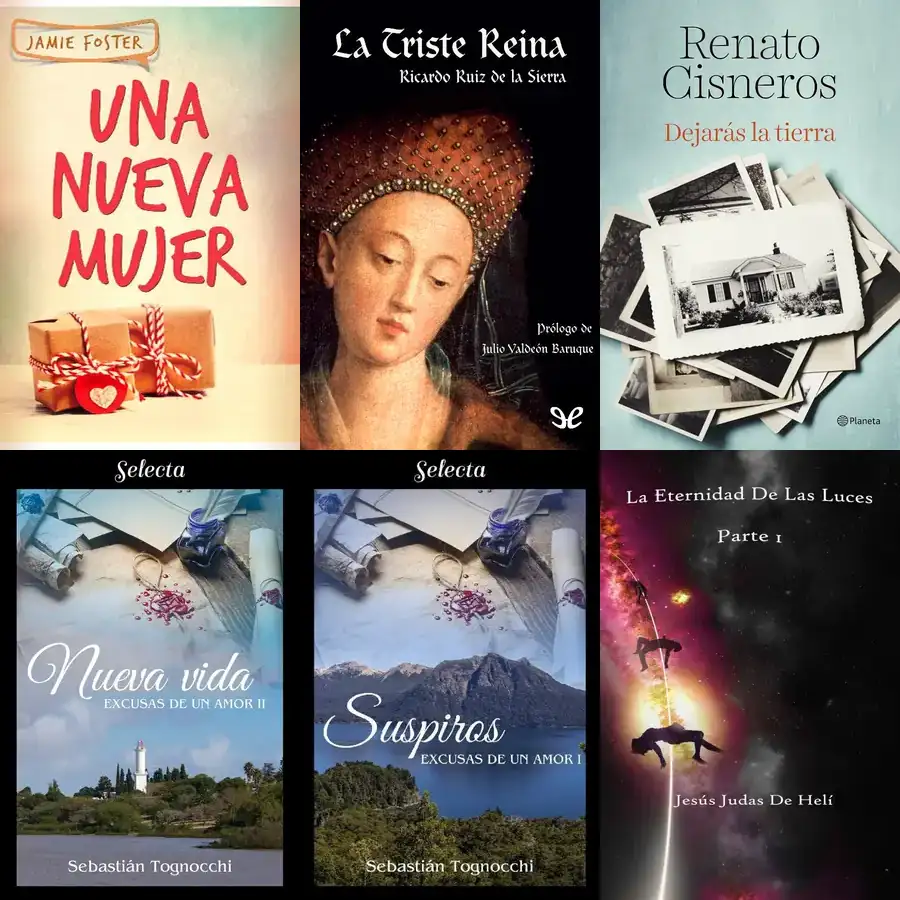 JAMIE FOSTER
UNA
NUEVA
MUJER
La Triste Reina
Ricardo Ruiz de la Sierra
Prólogo de
Julio Valdeón Baruque
Renato
Cisneros
Dejarás la tierra
Planeta
Selecta
Nueva vida
EXCUSAS DE UN AMOR II
Sebastián Tognocchi
Selecta
Suspiros
EXCUSAS DE UN AMOR I
Sebastián Tognocchi
La Eternidad De Las Luces
Parte 1
Jesús Judas De Helí